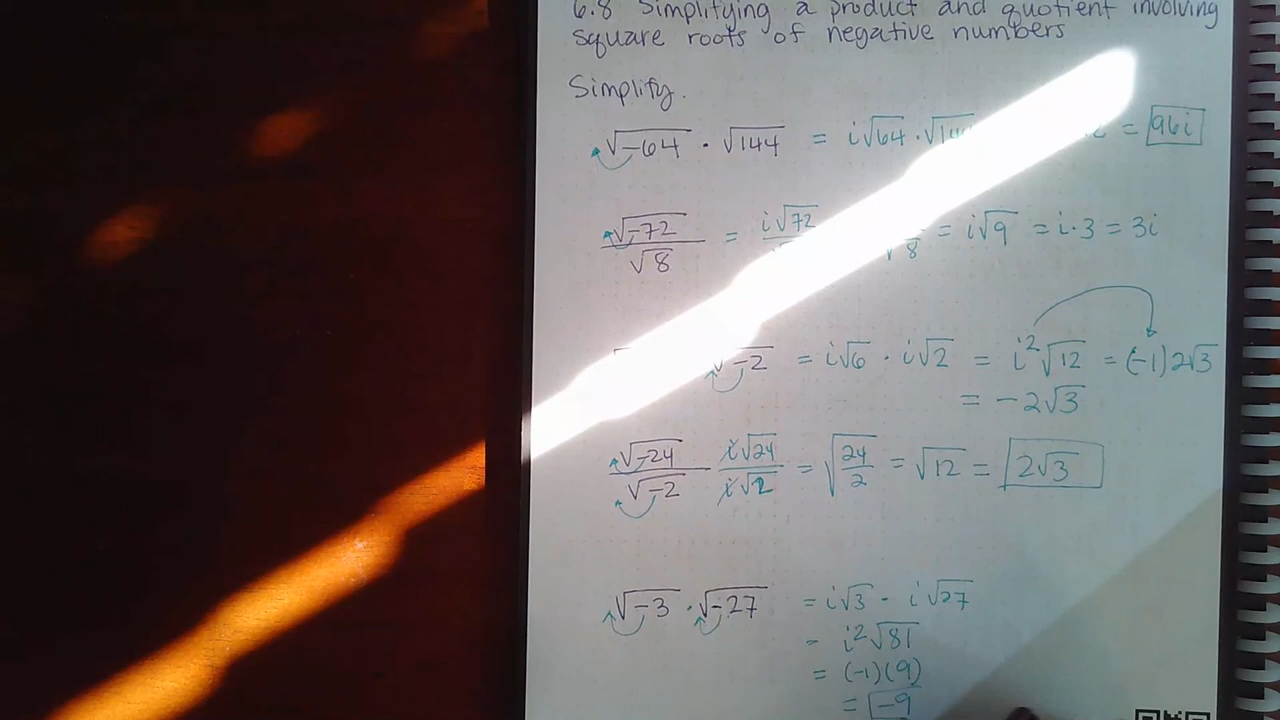 6.8 Simplifying a product and quotient involving
square roots of negative numbers
Simplify.
√-64 · √144 = i√64 · √14 i = 96i
√-72 / √8 = i√72 / √ √8 = i√9 = i·3 = 3i
√-2 = i√6 · i√2 = i²√12 = (-1)2√3
= -2√3
√-24 / √-2 i√24 / i√2 = √24/2 = √12 = 2√3
√-3 · √-27 = i√3 - i√27
- i²√81
= (-1)(9)
= -9